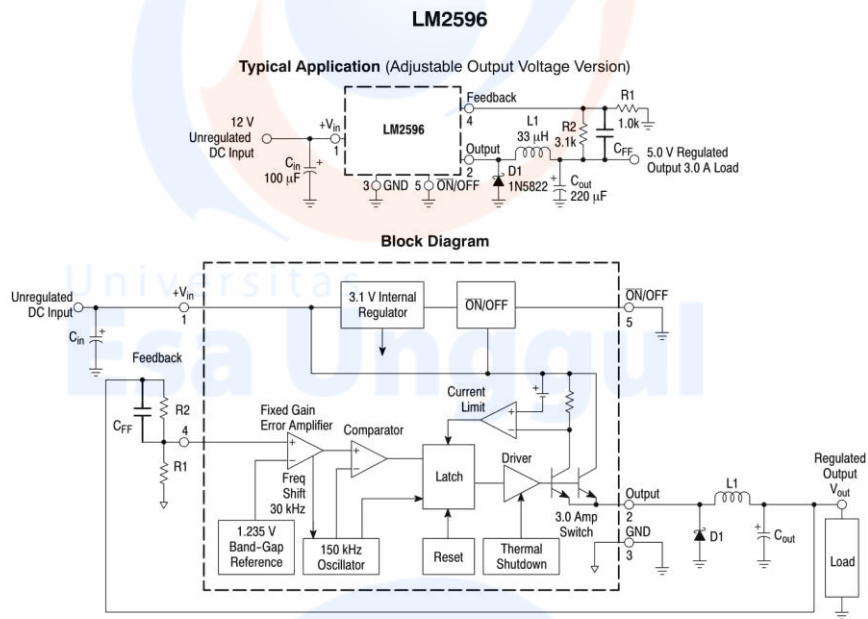 LM2596
Typical Application (Adjustable Output Voltage Version)
12 V
Unregulated
DC Input
+Vin
1
Cin
100 μF
+
LM2596
3
GND
5
ON/OFF
Feedback
4
Output
2
L1
33 μH
D1
1N5822
+
Cout
220 μF
R2
3.1k
CFF
R1
1.0k
5.0 V Regulated
Output 3.0 A Load
Block Diagram
Universitas
Esa Unggul
Unregulated
DC Input
+Vin
1
Cin
+
3.1 V Internal
Regulator
ON/OFF
ON/OFF
5
Feedback
CFF
R2
4
R1
Fixed Gain
Error Amplifier
+
−
Comparator
+
−
Current
Limit
+
−
+
Freq
Shift
30 kHz
Latch
Driver
1.235 V
Band–Gap
Reference
150 kHz
Oscillator
Reset
Thermal
Shutdown
3.0 Amp
Switch
Output
2
GND
3
L1
D1
+
Cout
Regulated
Output
Vout
Load